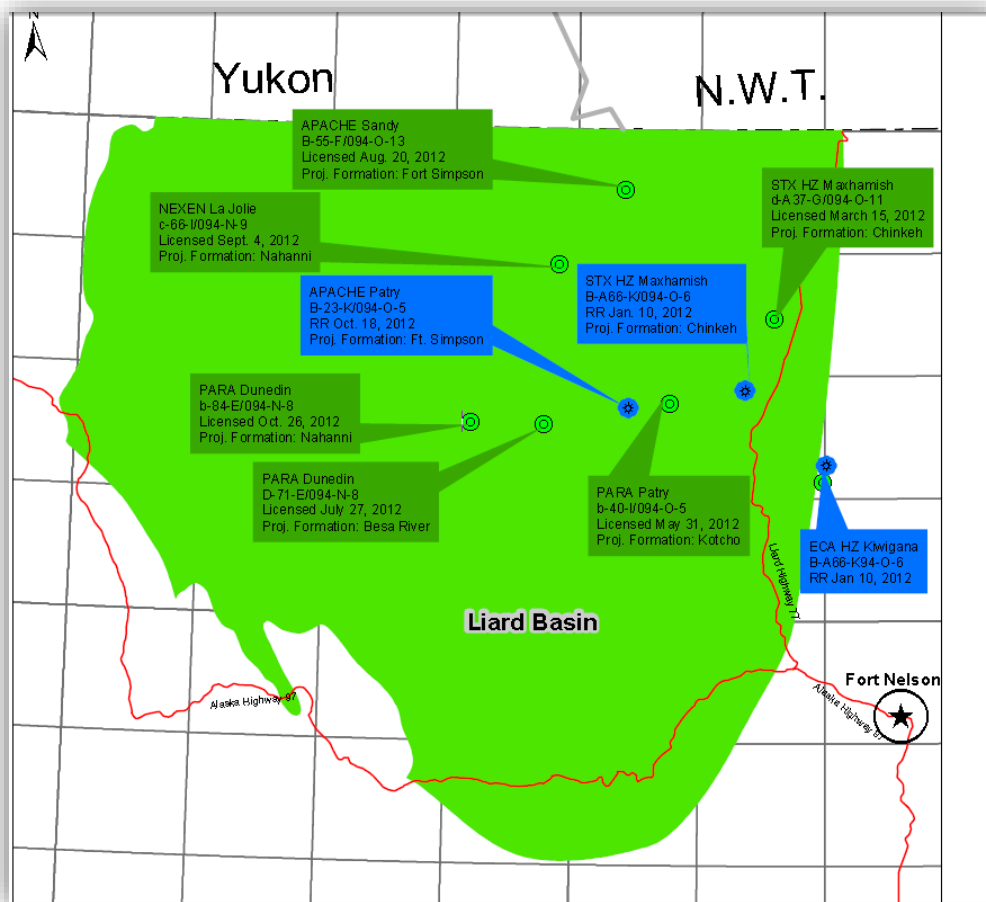 N
Yukon
N.W.T.
APACHE Sandy
B-55-F/094-O-13
Licensed Aug. 20, 2012
Proj. Formation: Fort Simpson
STX HZ Maxhamish
d-A37-G/094-O-11
Licensed March 15, 2012
Proj. Formation: Chinkeh
NEXEN La Jolie
c-66-I/094-N-9
Licensed Sept. 4, 2012
Proj. Formation: Nahanni
APACHE Patry
B-23-K/094-O-5
RR Oct. 18, 2012
Proj. Formation: Ft. Simpson
STX HZ Maxhamish
B-A66-K/094-O-6
RR Jan. 10, 2012
Proj. Formation: Chinkeh
PARA Dunedin
b-84-E/094-N-8
Licensed Oct. 26, 2012
Proj. Formation: Nahanni
PARA Dunedin
D-71-E/094-N-8
Licensed July 27, 2012
Proj. Formation: Besa River
PARA Patry
b-40-I/094-O-5
Licensed May 31, 2012
Proj. Formation: Kotcho
ECA HZ Kiwigana
B-A66-K94-O-6
RR Jan 10, 2012
Liard Highway 77
Liard Basin
Fort Nelson
Alaska Highway 97
Alaska Highway 97